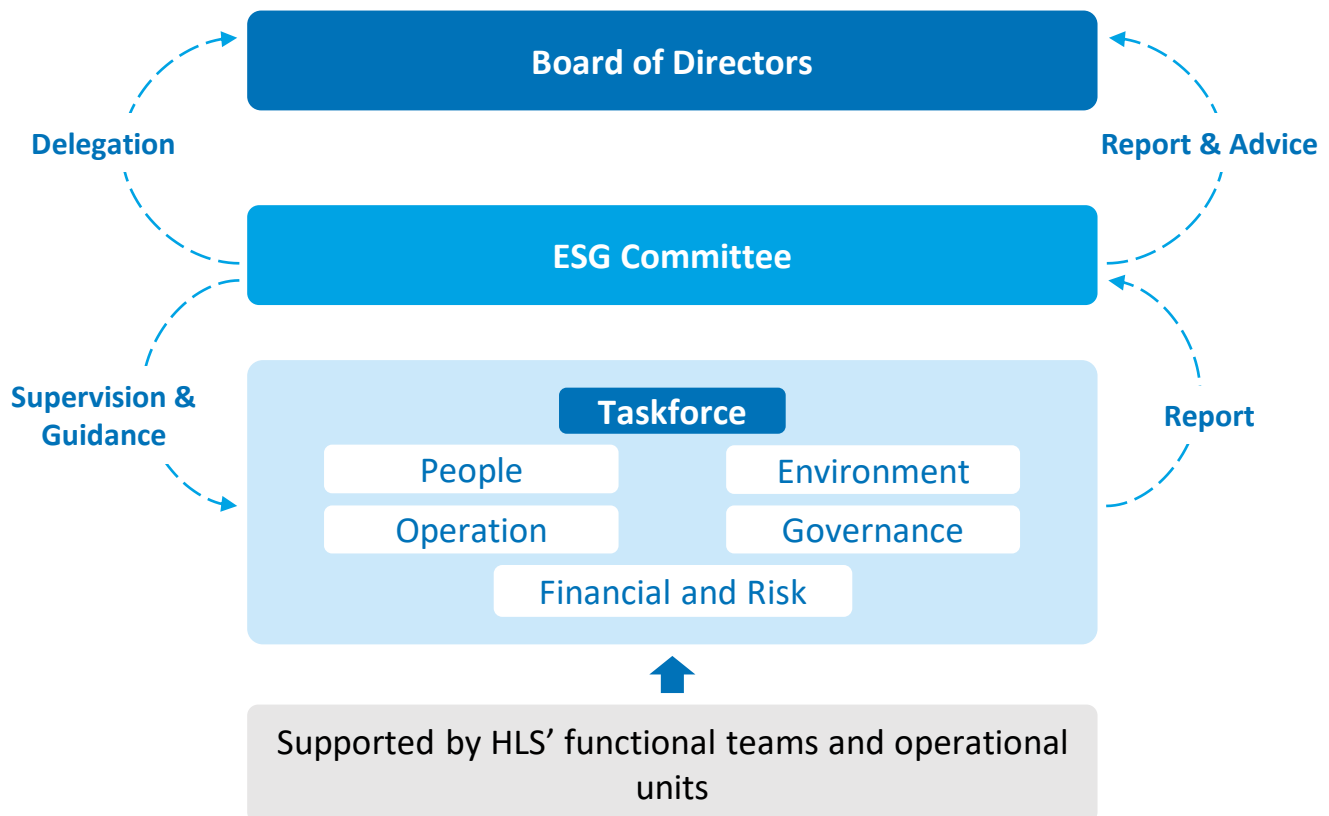 Board of Directors
Delegation
Report & Advice
ESG Committee
Supervision &
Guidance
Taskforce
People
Environment
Report
Operation
Governance
Financial and Risk
Supported by HLS’ functional teams and operational
units